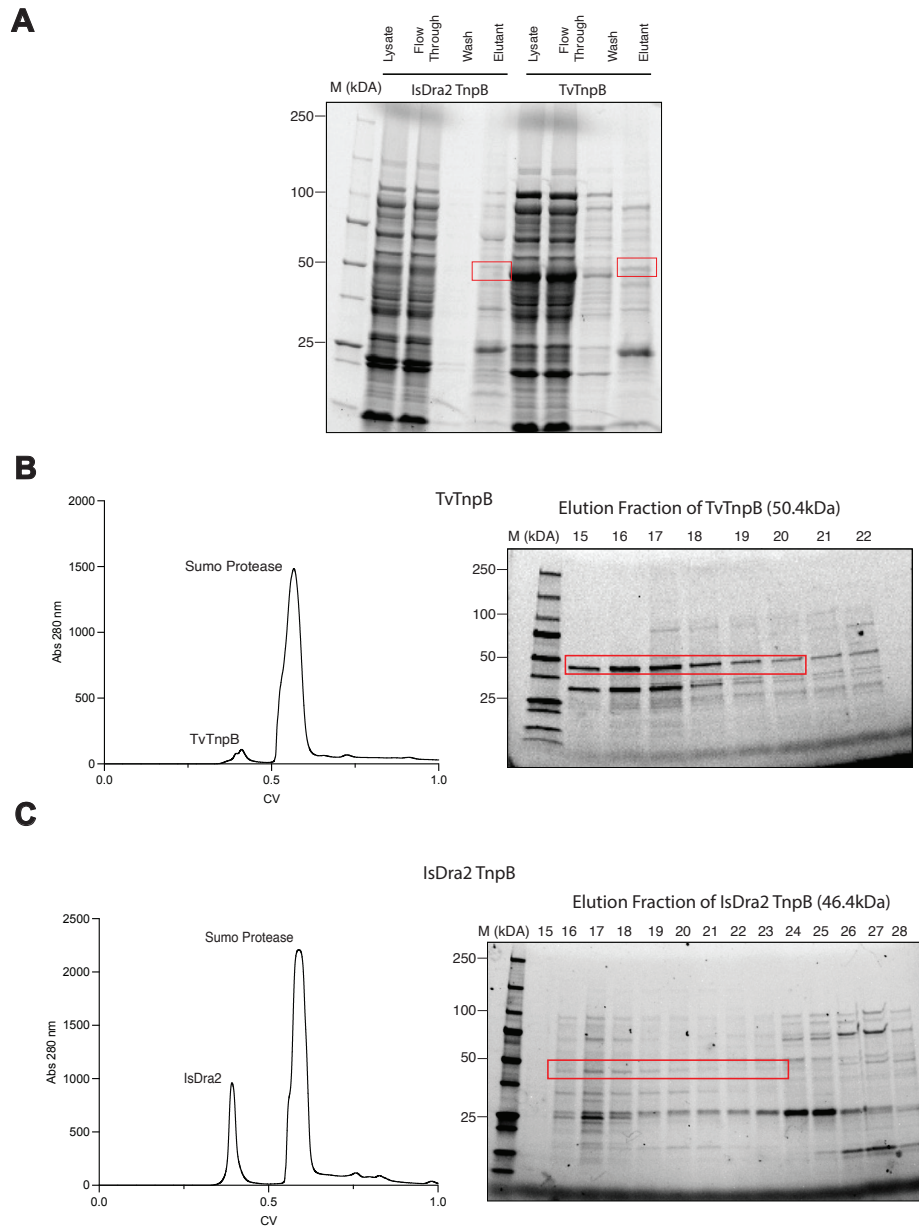 A
Lysate
Flow
Through
Wash
Elutant
Lysate
Flow
Through
Wash
Elutant
M (kDA) IsDra2 TnpB TvTnpB
250
100
50
25
B
TvTnpB
2000
1500
1000
500
0
Abs 280 nm
Sumo Protease
TvTnpB
0.0 0.5 1.0
CV
Elution Fraction of TvTnpB (50.4kDa)
M (kDA) 15 16 17 18 19 20 21 22
250
100
50
25
C
IsDra2 TnpB
2500
2000
1500
1000
500
0
Abs 280 nm
Sumo Protease
IsDra2
0.0 0.5 1.0
CV
Elution Fraction of IsDra2 TnpB (46.4kDa)
M (kDA) 15 16 17 18 19 20 21 22 23 24 25 26 27 28
250
100
50
25